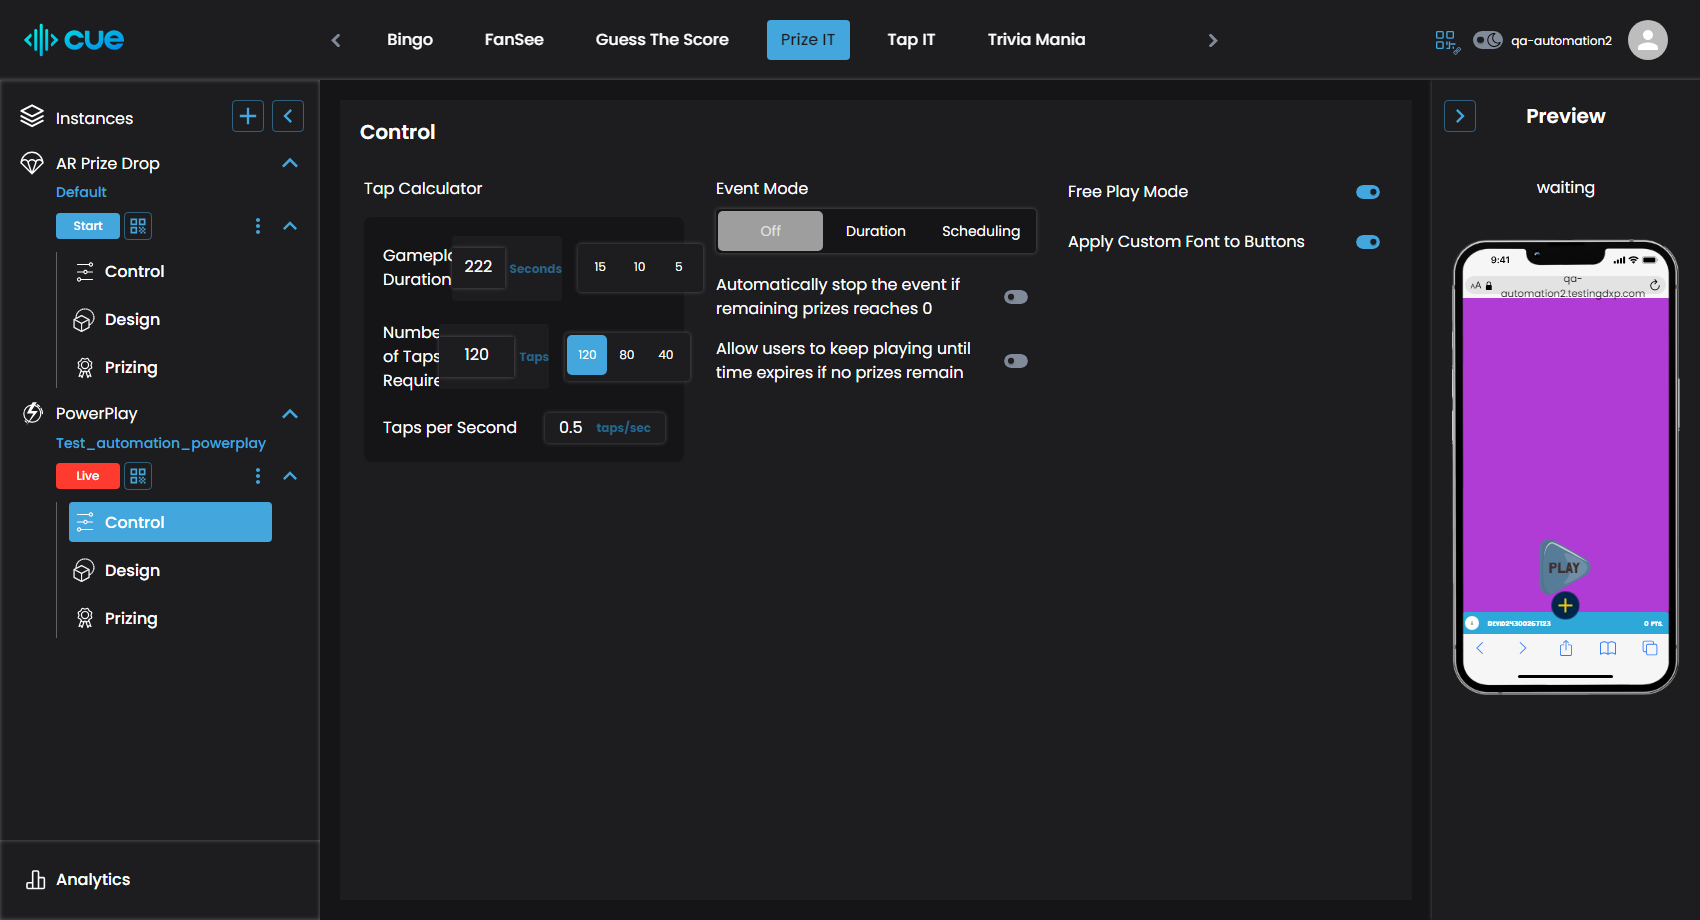 cue
Bingo
FanSee
Guess The Score
Prize IT
Tap IT
Trivia Mania
qa-automation2
Instances
AR Prize Drop
Default
Start
Control
Design
Prizing
PowerPlay
Test_automation_powerplay
Live
Control
Design
Prizing
Analytics
Control
Tap Calculator
Gamepl
Duration
222
Seconds
15
10
5
Numbe
of Taps
Require
120
Taps
120
80
40
Taps per Second
0.5
taps/sec
Event Mode
Off
Duration
Scheduling
Automatically stop the event if
remaining prizes reaches 0
Allow users to keep playing until
time expires if no prizes remain
Free Play Mode
Apply Custom Font to Buttons
Preview
waiting
9:41
AA
qa-
automation2.testingdxp.com
PLAY
DEVID24300267123
0 PTS.